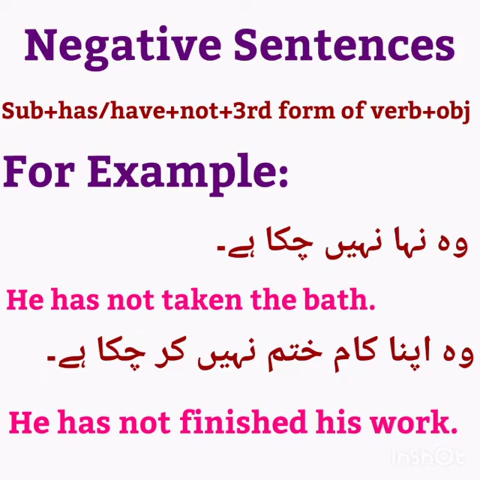 Negative Sentences
Sub+has/have+not+3rd form of verb+obj
For Example:
وہ نہا نہیں چکا ہے۔
He has not taken the bath.
وہ اپنا کام ختم نہیں کر چکا ہے۔
He has not finished his work.
InShOt